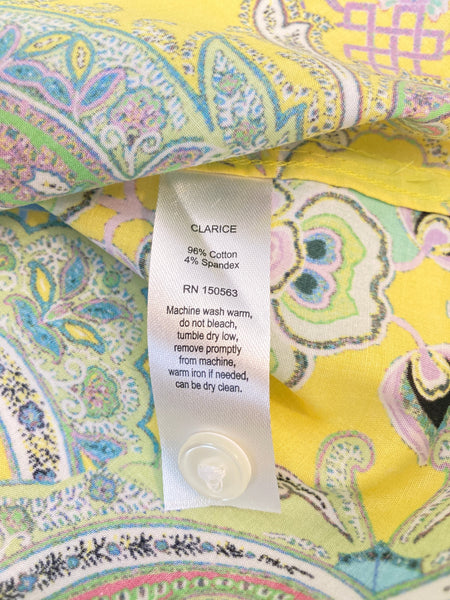 CLARICE
96% Cotton
4% Spandex
RN 150563
Machine wash warm,
do not bleach,
tumble dry low,
remove promptly
from machine,
warm iron if needed,
can be dry clean.